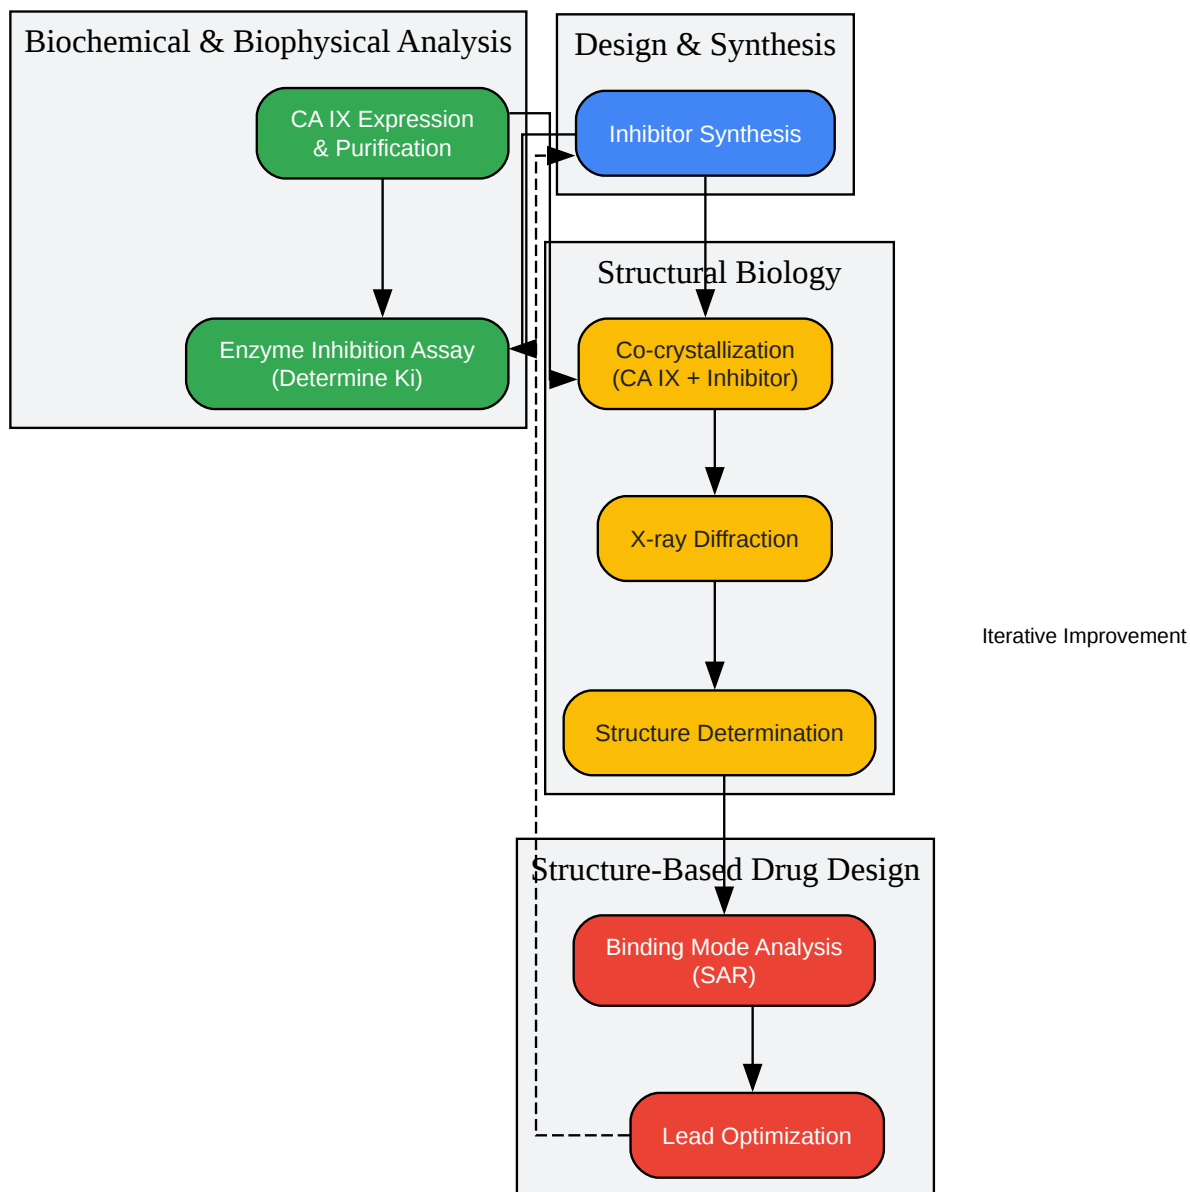 Biochemical & Biophysical Analysis
CA IX Expression
& Purification
Enzyme Inhibition Assay
(Determine Ki)
Design & Synthesis
Inhibitor Synthesis
Structural Biology
Co-crystallization
(CA IX + Inhibitor)
X-ray Diffraction
Structure Determination
Iterative Improvement
Structure-Based Drug Design
Binding Mode Analysis
(SAR)
Lead Optimization